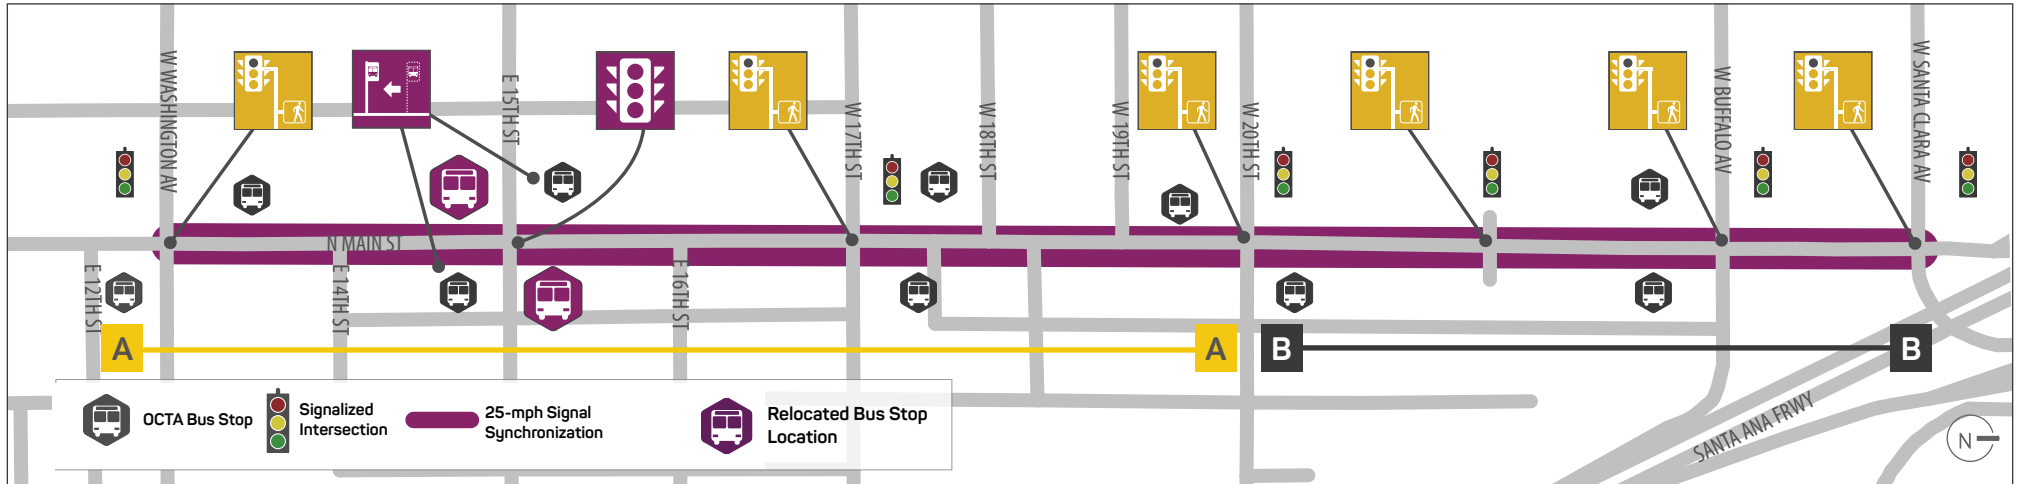 W WASHINGTON AV
E 15TH ST
W 17TH ST
W 18TH ST
W 19TH ST
W 20TH ST
W BUFFALO AV
W SANTA CLARA AV
N MAIN ST
E 12TH ST
E 14TH ST
E 16TH ST
A
A
B
B
OCTA Bus Stop
Signalized
Intersection
25-mph Signal
Synchronization
Relocated Bus Stop
Location
SANTA ANA FRWY
N